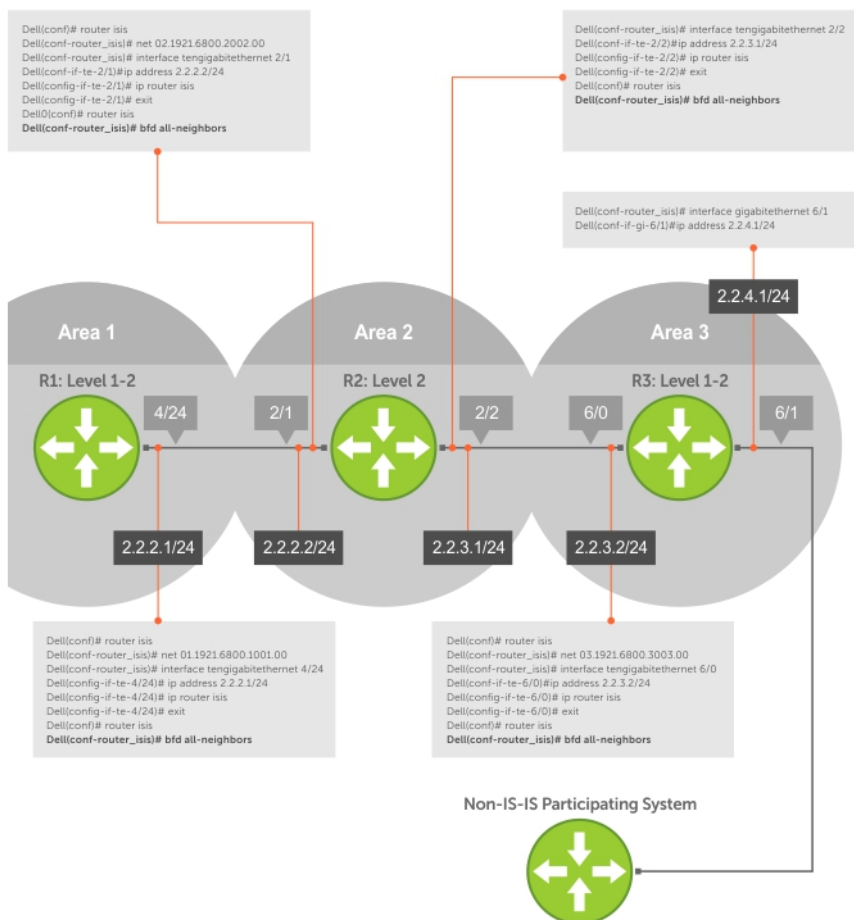 Dell(conf)# router isis
Dell(conf-router_isis)# net 02.1921.6800.2002.00
Dell(conf-router_isis)# interface tengigabitethernet 2/1
Dell(conf-if-te-2/1)#ip address 2.2.2.2/24
Dell(config-if-te-2/1)# ip router isis
Dell(config-if-te-2/1)# exit
Dell0(conf)# router isis
Dell(conf-router_isis)# bfd all-neighbors
Dell(conf-router_isis)# interface tengigabitethernet 2/2
Dell(conf-if-te-2/2)#ip address 2.2.3.1/24
Dell(config-if-te-2/2)# ip router isis
Dell(config-if-te-2/2)# exit
Dell(conf)# router isis
Dell(conf-router_isis)# bfd all-neighbors
Dell(conf-router_isis)# interface gigabitethernet 6/1
Dell(conf-if-gi-6/1)#ip address 2.2.4.1/24
2.2.4.1/24
Area 1
Area 2
Area 3
R1: Level 1-2
R2: Level 2
R3: Level 1-2
4/24
2/1
2/2
6/0
6/1
2.2.2.1/24
2.2.2.2/24
2.2.3.1/24
2.2.3.2/24
Dell(conf)# router isis
Dell(conf-router_isis)# net 01.1921.6800.1001.00
Dell(conf-router_isis)# interface tengigabitethernet 4/24
Dell(config-if-te-4/24)# ip address 2.2.2.1/24
Dell(config-if-te-4/24)# ip router isis
Dell(config-if-te-4/24)# exit
Dell(conf)# router isis
Dell(conf-router_isis)# bfd all-neighbors
Dell(conf)# router isis
Dell(conf-router_isis)# net 03.1921.6800.3003.00
Dell(conf-router_isis)# interface tengigabitethernet 6/0
Dell(conf-if-te-6/0)#ip address 2.2.3.2/24
Dell(config-if-te-6/0)# ip router isis
Dell(config-if-te-6/0)# exit
Dell(conf)# router isis
Dell(conf-router_isis)# bfd all-neighbors
Non-IS-IS Participating System